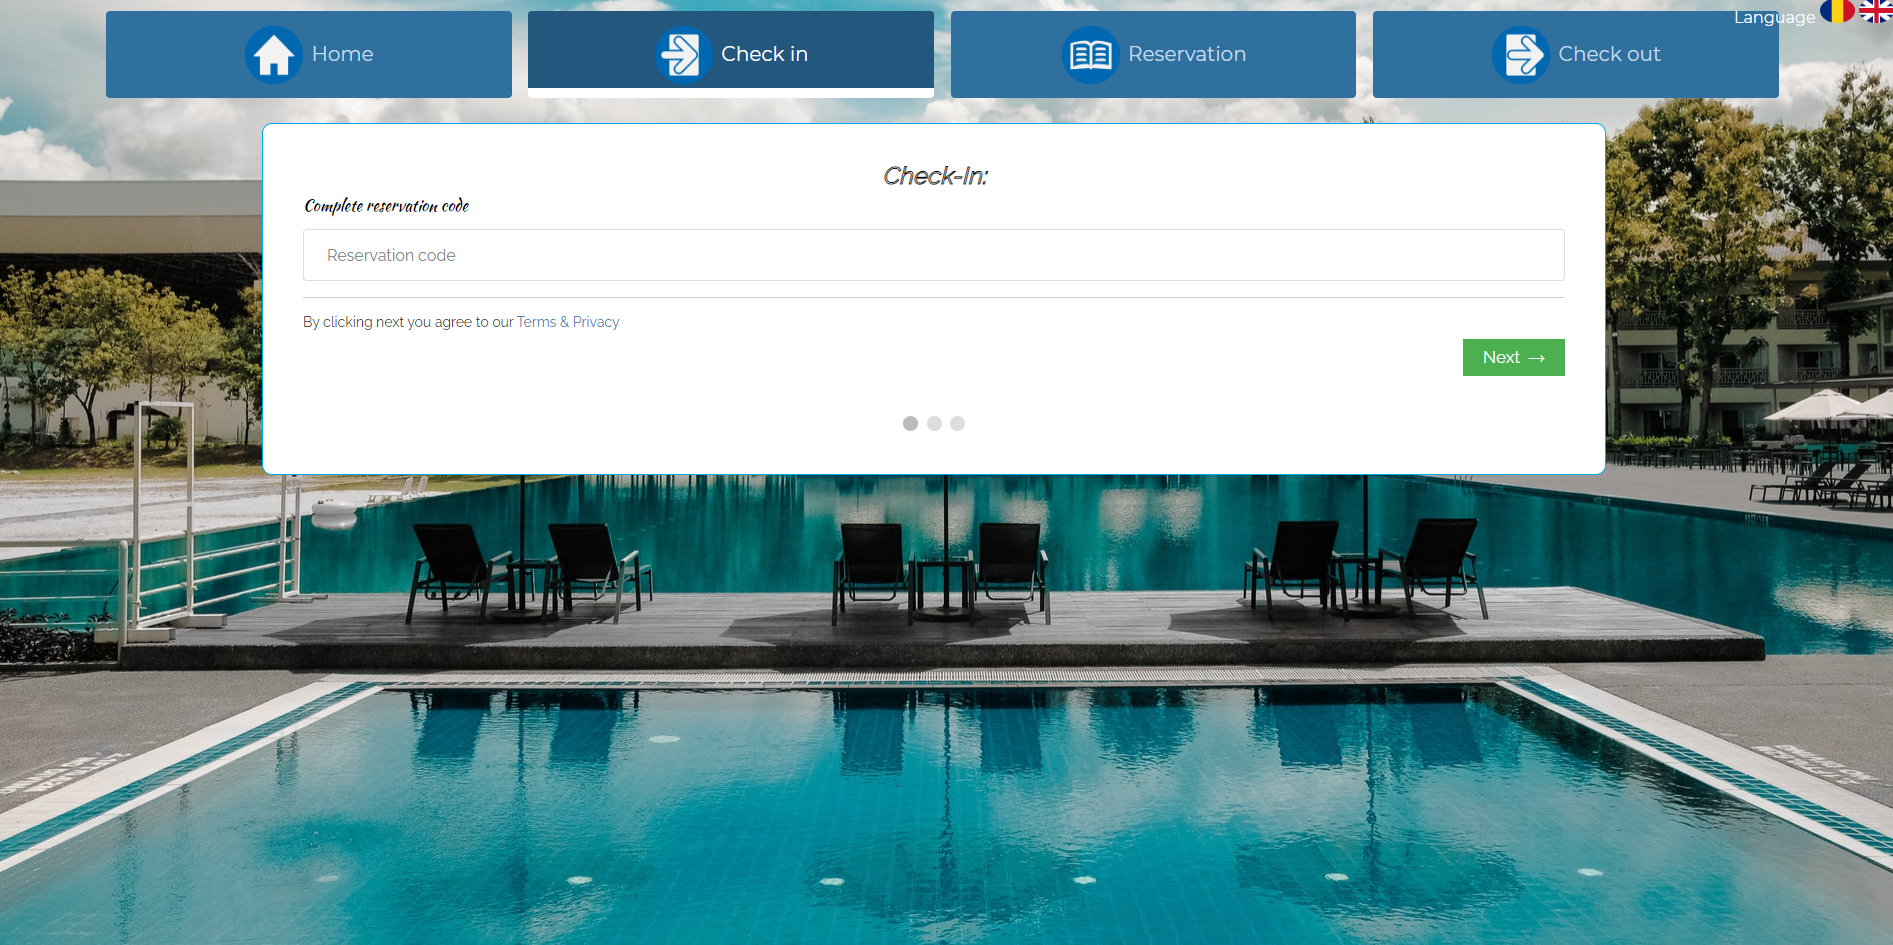 Language
Home
Check in
Reservation
Check out
Check-In:
Complete reservation code
Reservation code
By clicking next you agree to our Terms & Privacy
Next →